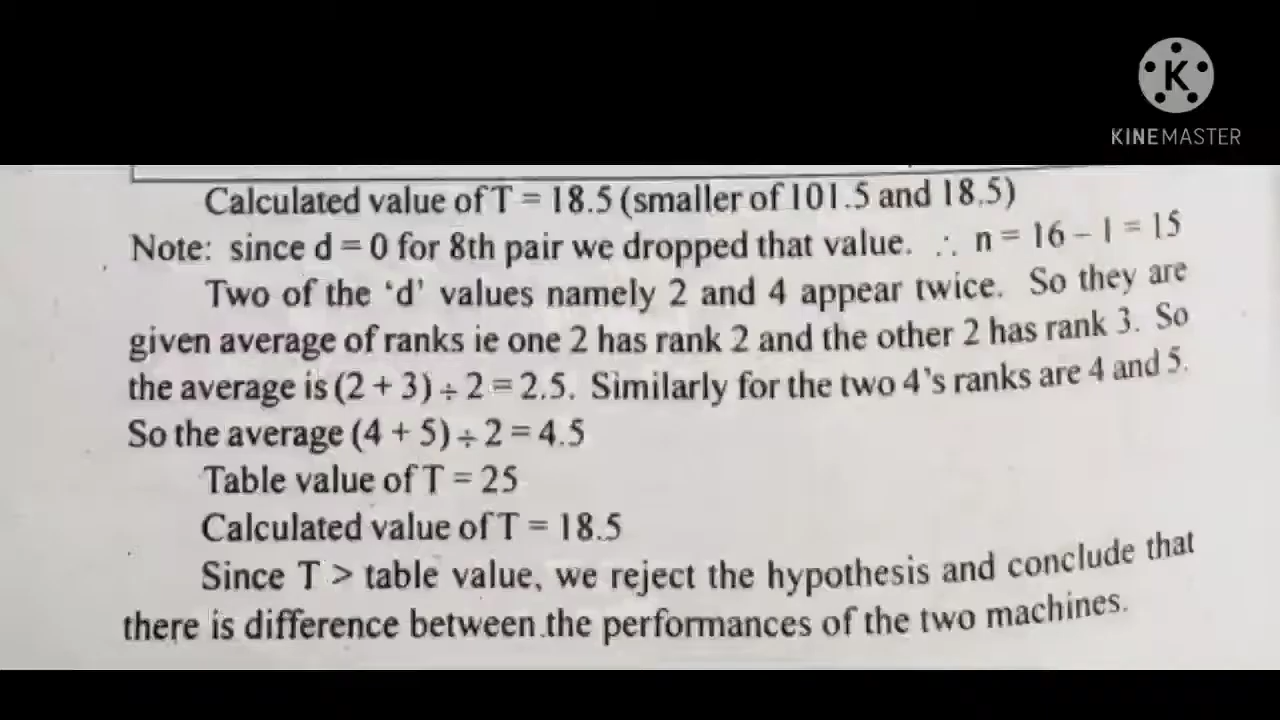 K
KINEMASTER
Calculated value of T = 18.5 (smaller of 101.5 and 18.5)
Note: since d = 0 for 8th pair we dropped that value. ∴ n = 16 – 1 = 15
Two of the ‘d’ values namely 2 and 4 appear twice. So they are
given average of ranks ie one 2 has rank 2 and the other 2 has rank 3. So
the average is (2 + 3) ÷ 2 = 2.5. Similarly for the two 4's ranks are 4 and 5.
So the average (4 + 5) ÷ 2 = 4.5
Table value of T = 25
Calculated value of T = 18.5
Since T > table value, we reject the hypothesis and conclude that
there is difference between the performances of the two machines.